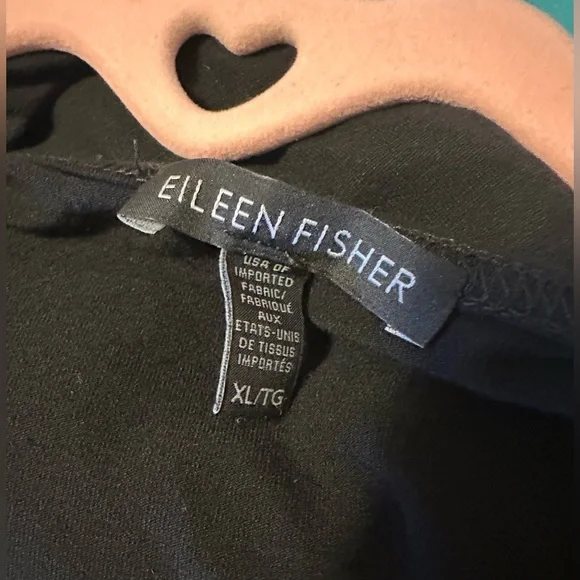 EILEEN FISHER
USA OF
IMPORTED
FABRIC/
FABRIQUÉ
AUX
ETATS-UNIS
DE TISSUS
IMPORTÉS
XL/TG